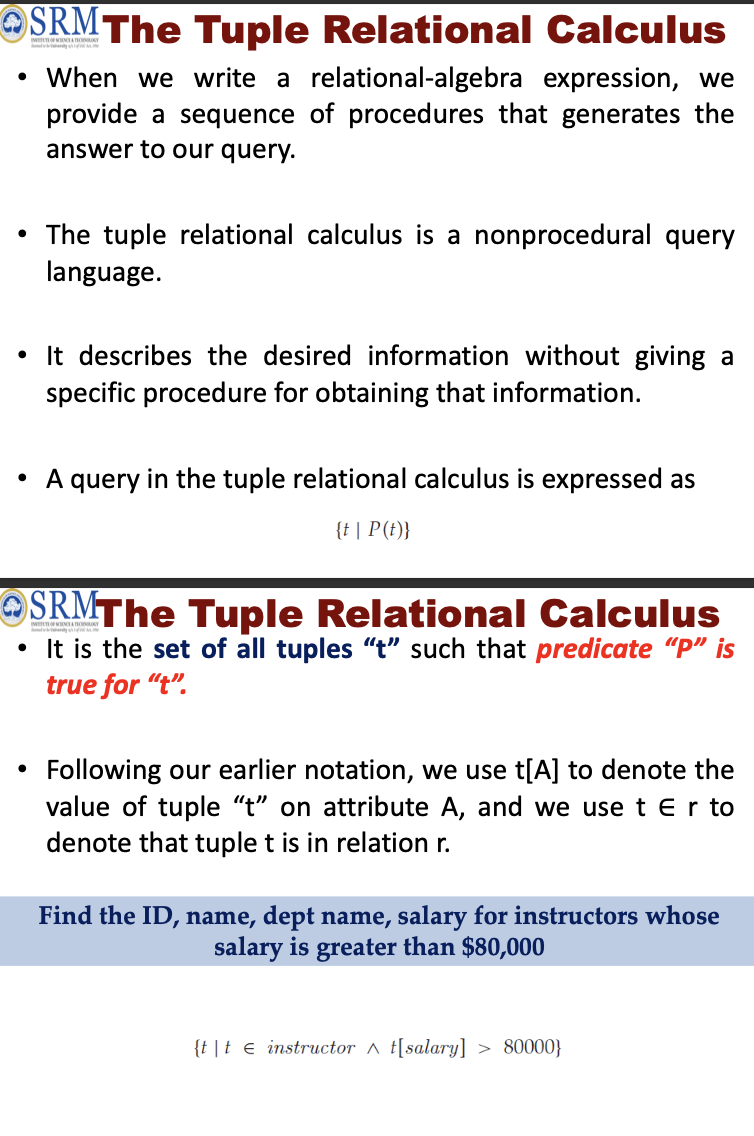 SRM The Tuple Relational Calculus
INSTITUTE OF SCIENCE & TECHNOLOGY
• When we write a relational-algebra expression, we
provide a sequence of procedures that generates the
answer to our query.
• The tuple relational calculus is a nonprocedural query
language.
• It describes the desired information without giving a
specific procedure for obtaining that information.
• A query in the tuple relational calculus is expressed as
{t | P(t)}
SRM The Tuple Relational Calculus
INSTITUTE OF SCIENCE & TECHNOLOGY
• It is the set of all tuples “t” such that predicate “P” is
true for “t”.
• Following our earlier notation, we use t[A] to denote the
value of tuple “t” on attribute A, and we use t ∈ r to
denote that tuple t is in relation r.
Find the ID, name, dept name, salary for instructors whose
salary is greater than $80,000
{t | t ∈ instructor ∧ t[salary] > 80000}